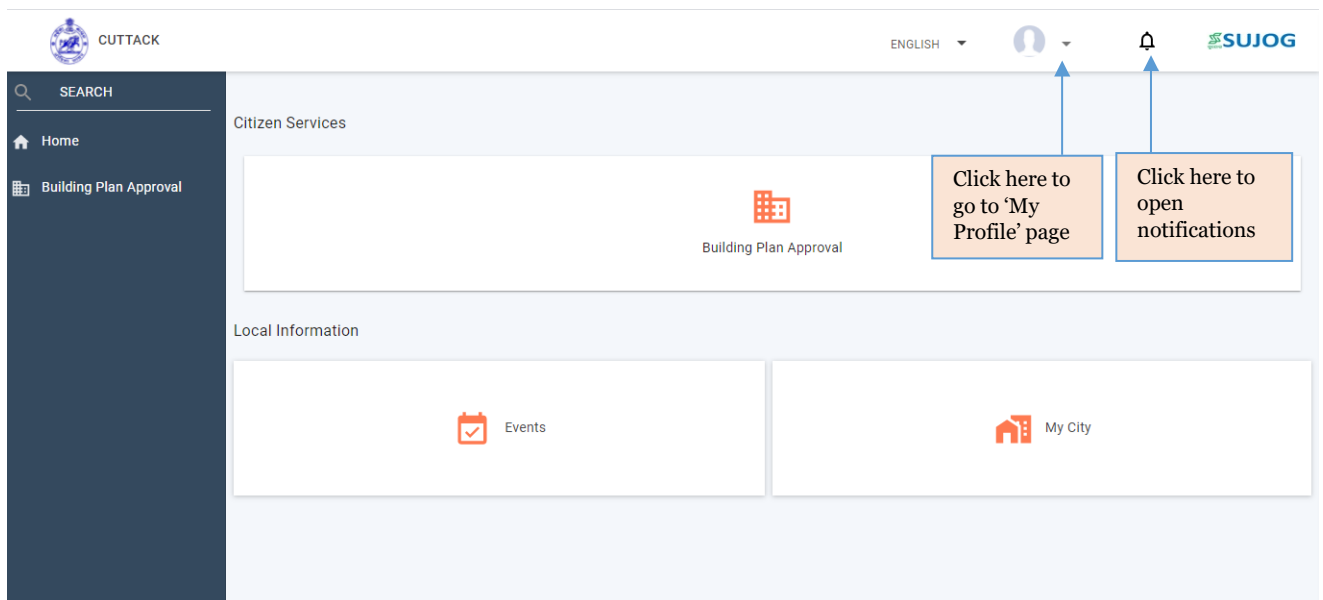 CUTTACK
ENGLISH
SUJOG
SEARCH
Home
Building Plan Approval
Citizen Services
Building Plan Approval
Click here to
go to ‘My
Profile’ page
Click here to
open
notifications
Local Information
Events
My City